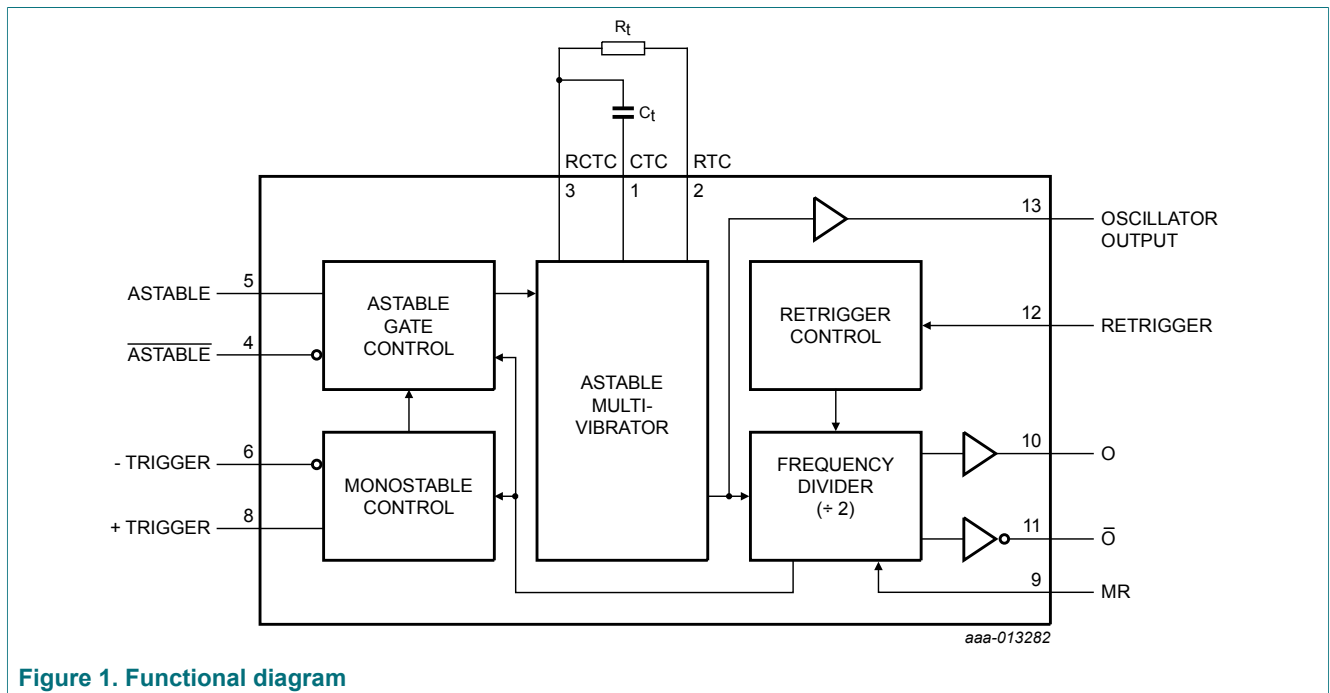 Rt
Ct
RCTC CTC RTC
3 1 2
13
OSCILLATOR
OUTPUT
5
ASTABLE
ASTABLE
GATE
CONTROL
RETRIGGER
CONTROL
12
RETRIGGER
4
A̅S̅T̅A̅B̅L̅E̅
ASTABLE
MULTI-
VIBRATOR
6
- TRIGGER
MONOSTABLE
CONTROL
8
+ TRIGGER
FREQUENCY
DIVIDER
(÷ 2)
10
O
11
O̅
9
MR
aaa-013282
Figure 1. Functional diagram